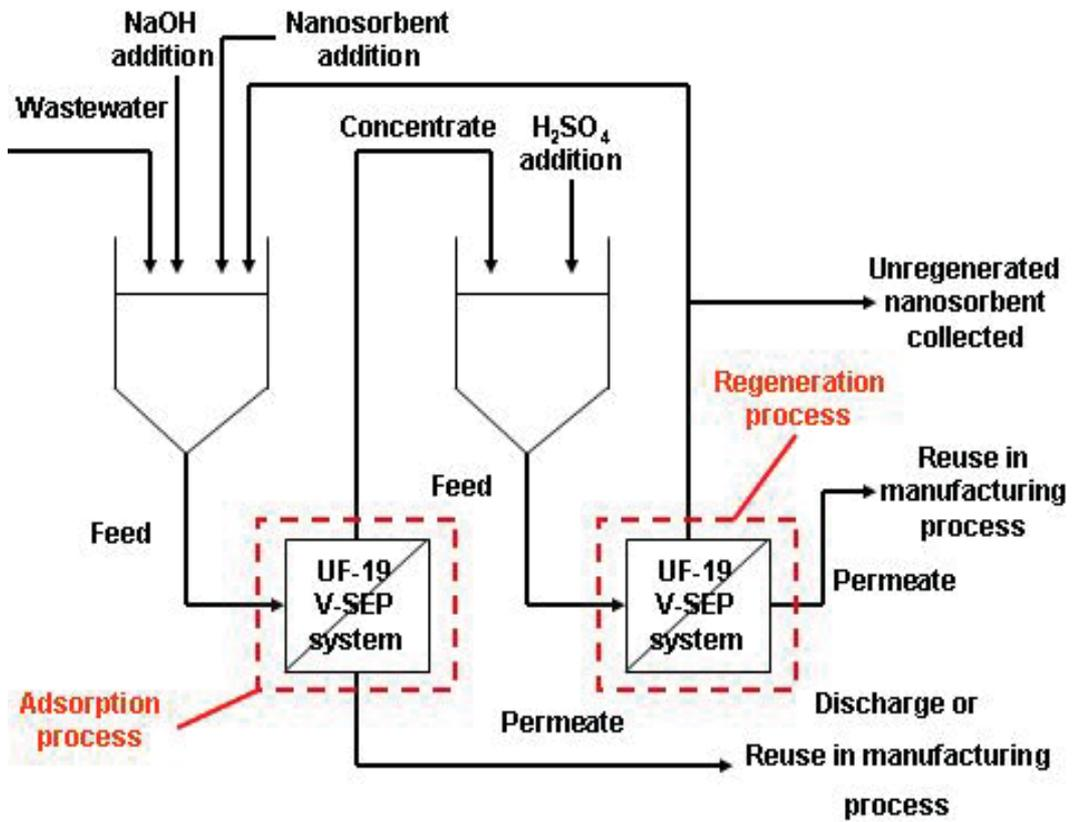 NaOH
addition
Nanosorbent
addition
Wastewater
Concentrate
H₂SO₄
addition
Unregenerated
nanosorbent
collected
Regeneration
process
Reuse in
manufacturing
process
Feed
Feed
UF-19
V-SEP
system
UF-19
V-SEP
system
Permeate
Adsorption
process
Permeate
Discharge or
Reuse in manufacturing
process